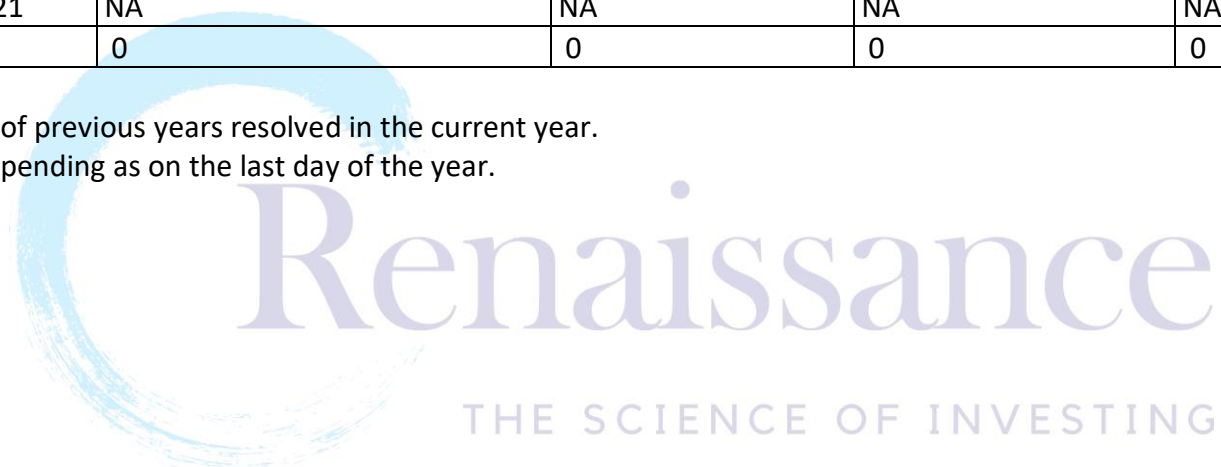 21 NA NA NA NA
0 0 0 0
of previous years resolved in the current year.
pending as on the last day of the year.
Renaissance
THE SCIENCE OF INVESTING